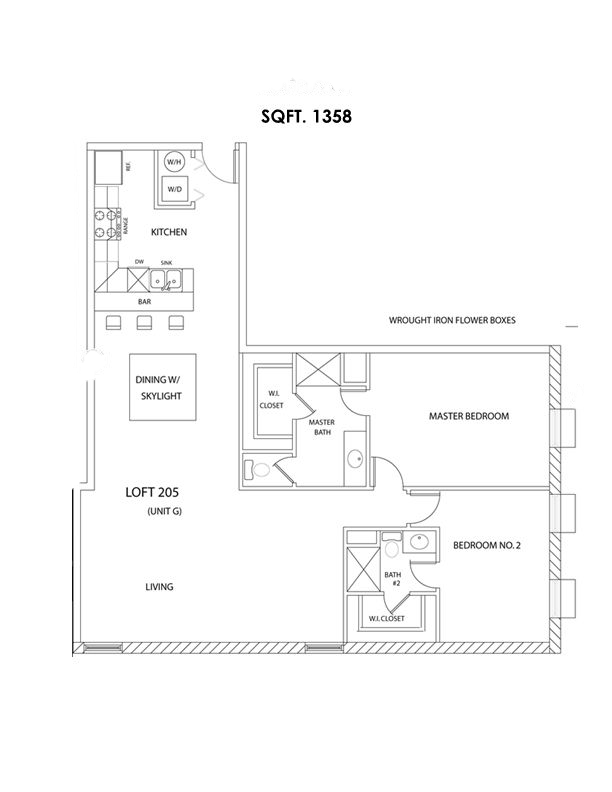 SQFT. 1358
W/H
REF.
W/D
RANGE
KITCHEN
DW
SINK
BAR
WROUGHT IRON FLOWER BOXES
DINING W/
SKYLIGHT
W.I.
CLOSET
MASTER
BATH
MASTER BEDROOM
LOFT 205
(UNIT G)
BEDROOM NO. 2
LIVING
BATH
#2
W.I. CLOSET